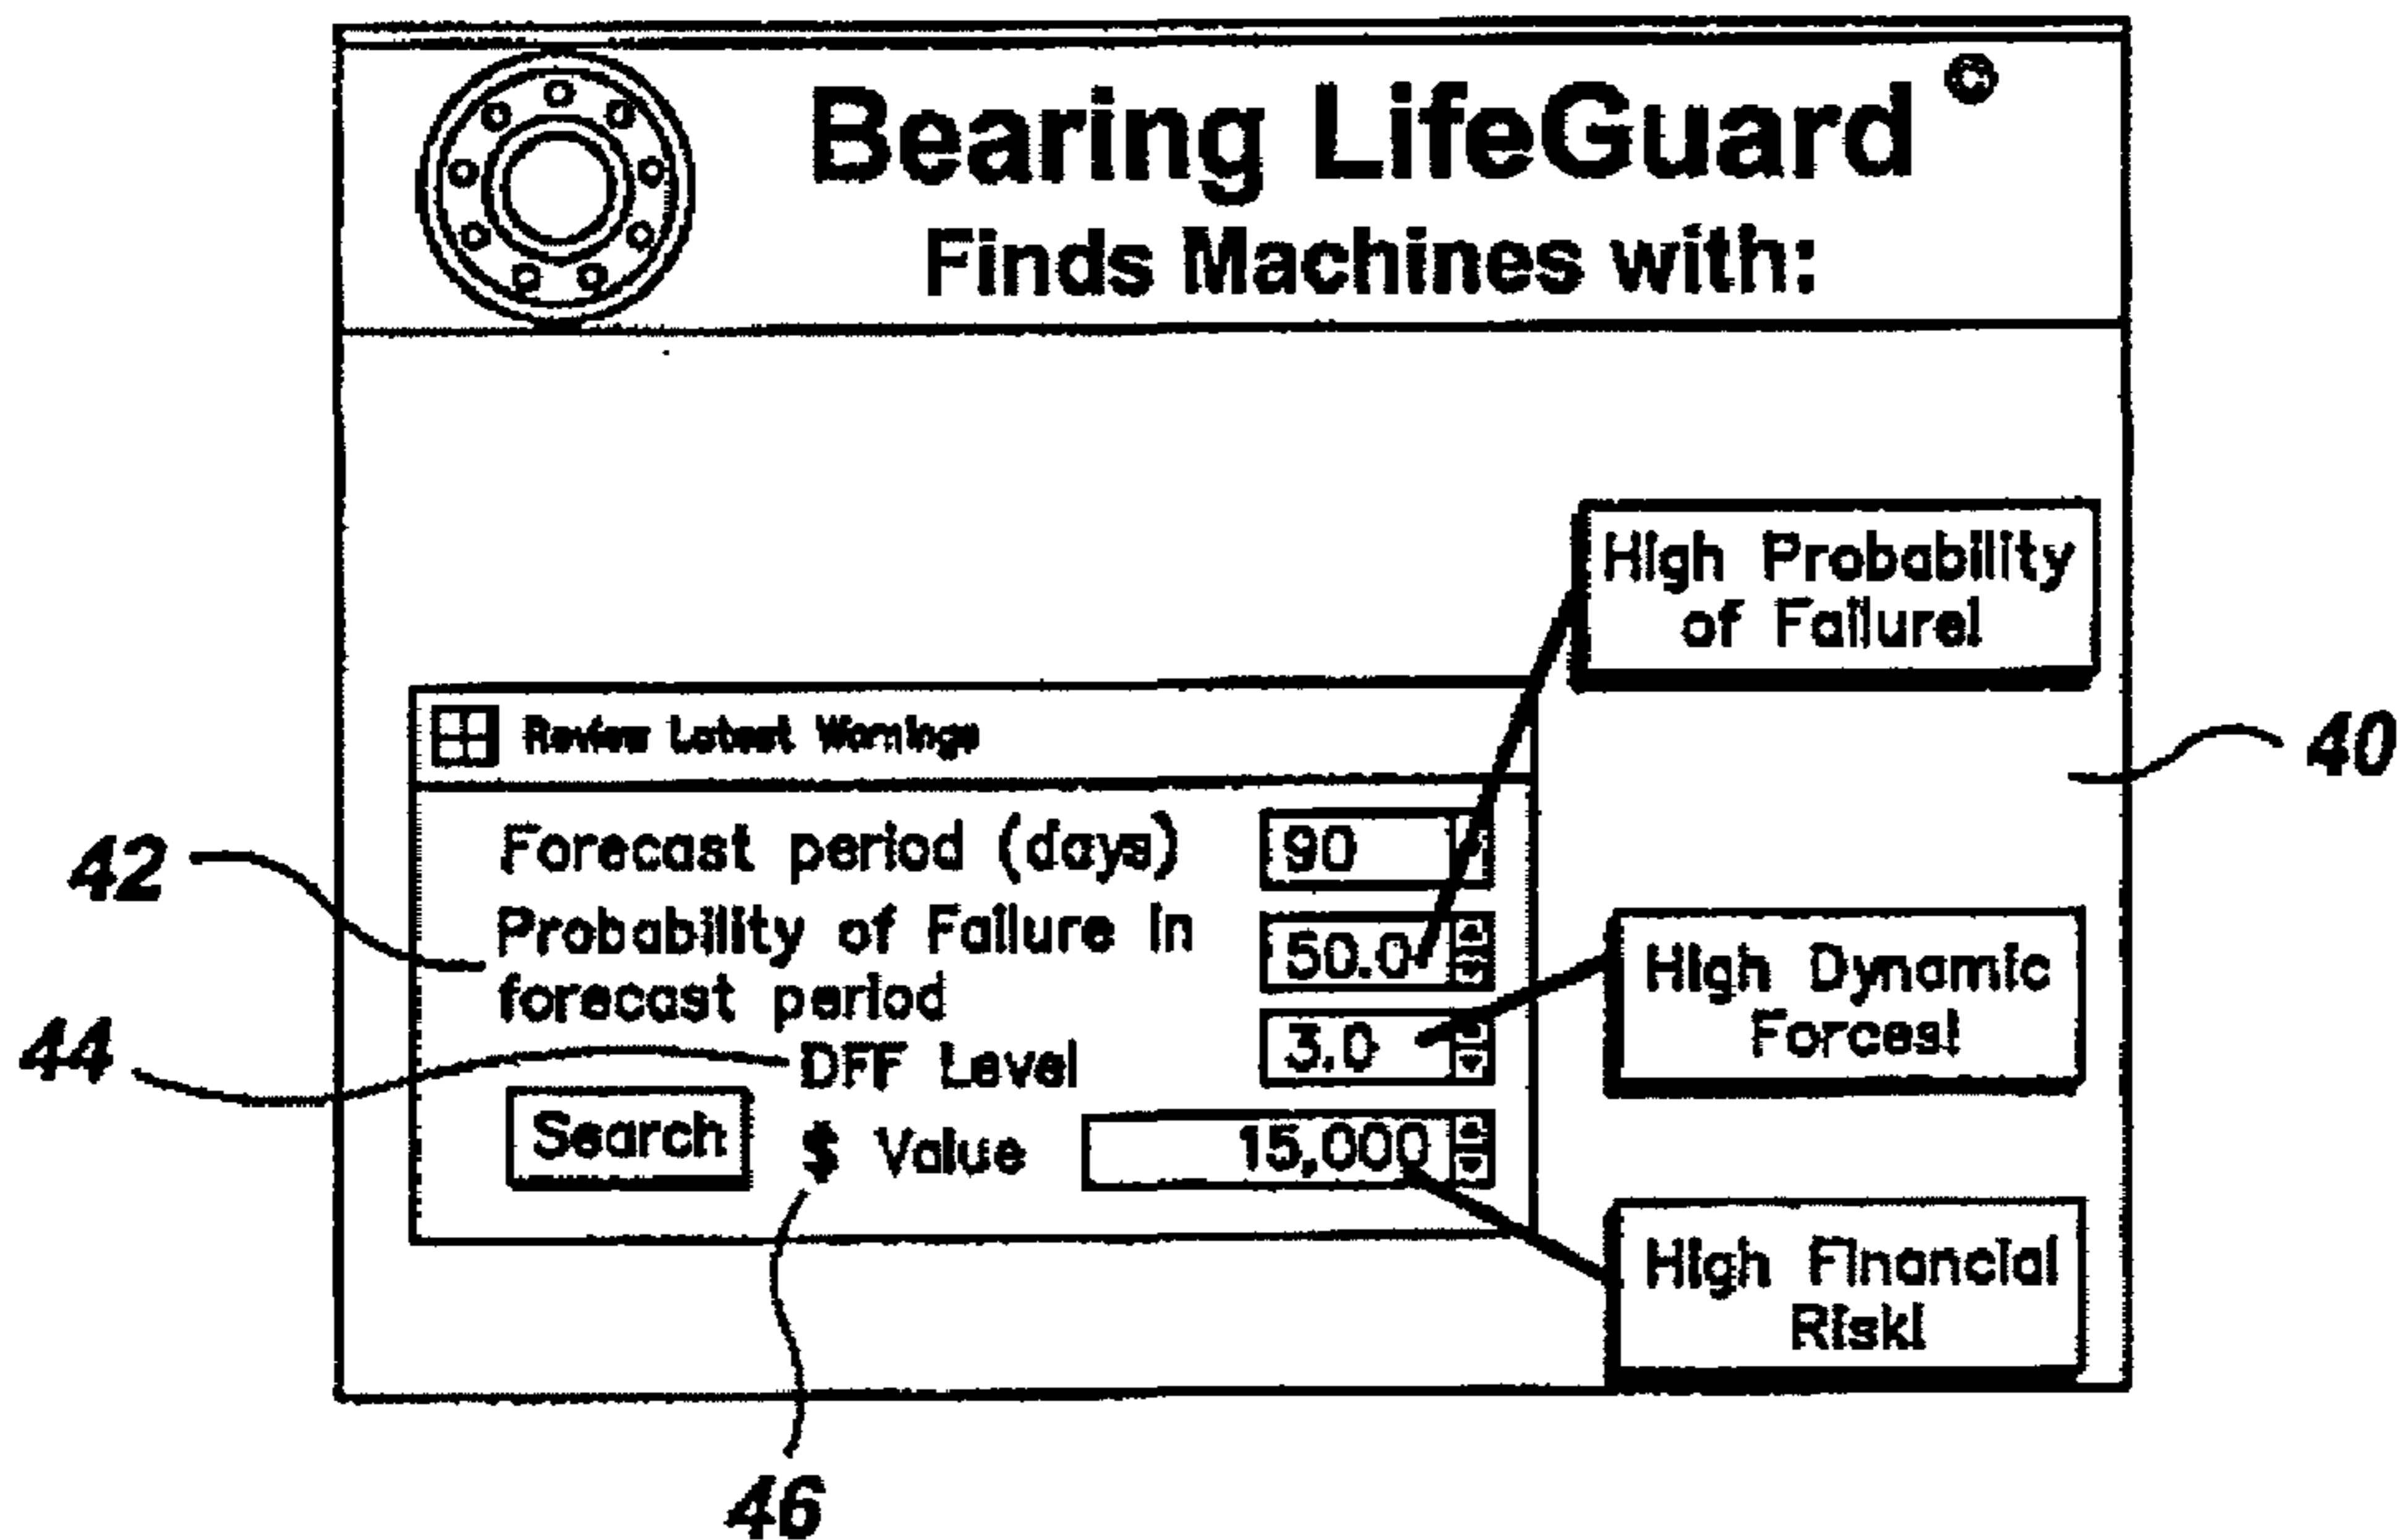 Bearing LifeGuard ©
Finds Machines with:
High Probability
of Failure!
Review Latest Warnings
40
Forecast period (days) 90
42
Probability of Failure in
forecast period
50.0
High Dynamic
Forces!
44
DFF Level 3.0
Search
$ Value 15,000
High Financial
Risk!
46